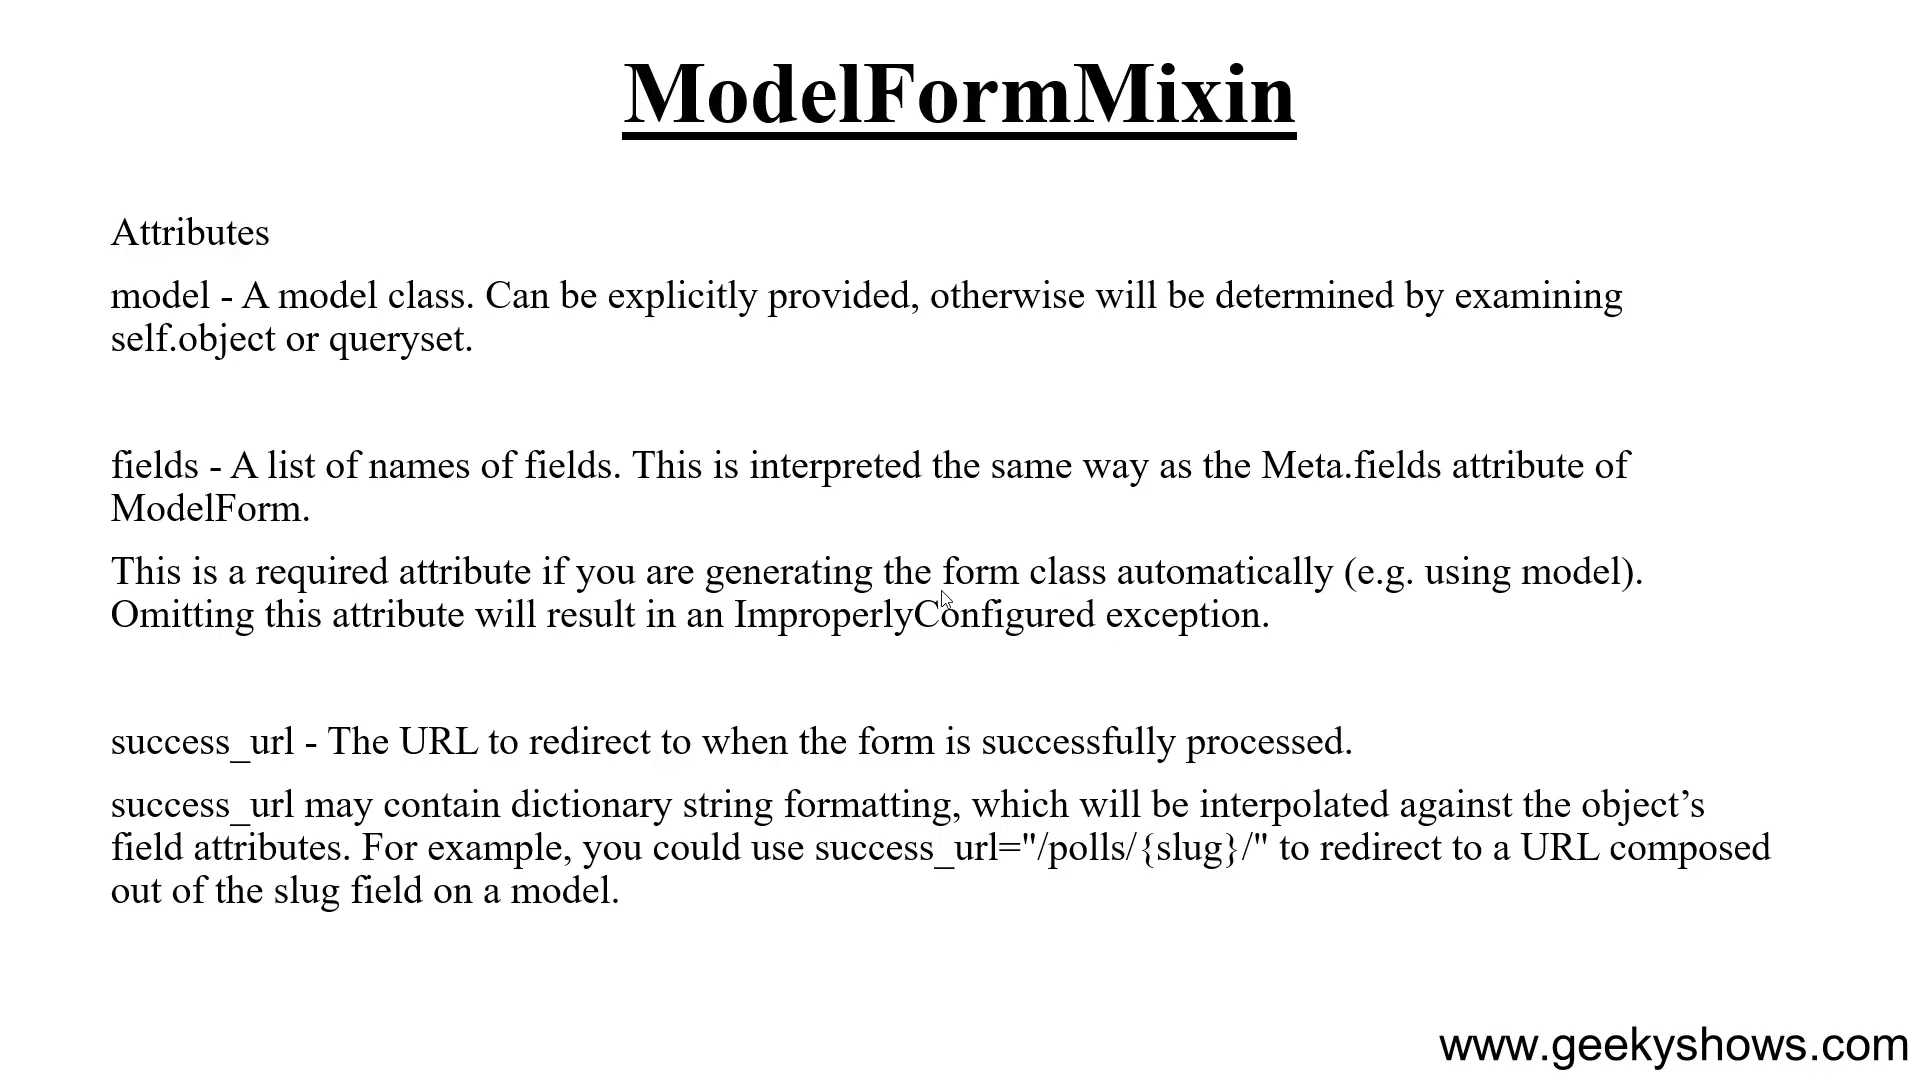 ModelFormMixin
Attributes
model - A model class. Can be explicitly provided, otherwise will be determined by examining
self.object or queryset.
fields - A list of names of fields. This is interpreted the same way as the Meta.fields attribute of
ModelForm.
This is a required attribute if you are generating the form class automatically (e.g. using model).
Omitting this attribute will result in an ImproperlyConfigured exception.
success_url - The URL to redirect to when the form is successfully processed.
success_url may contain dictionary string formatting, which will be interpolated against the object’s
field attributes. For example, you could use success_url="/polls/{slug}/" to redirect to a URL composed
out of the slug field on a model.
www.geekyshows.com